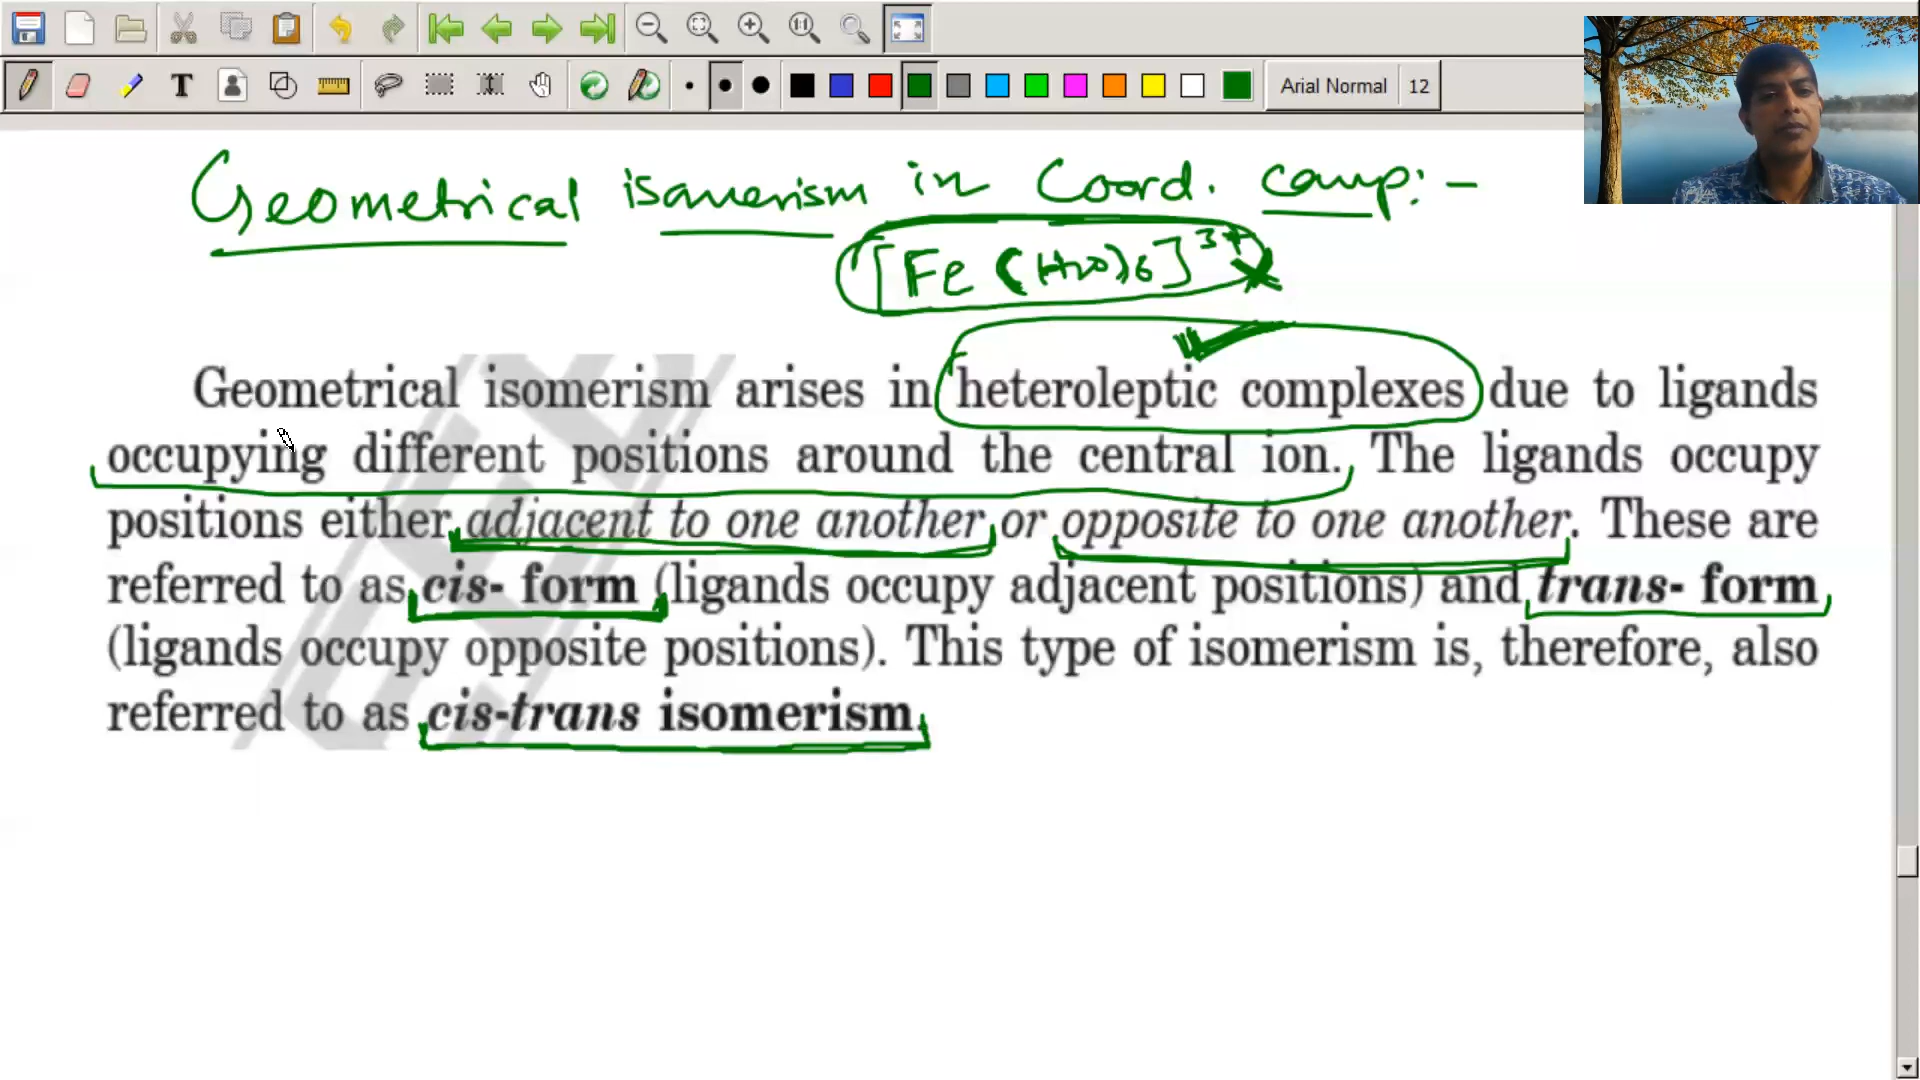 Arial Normal 12
Geometrical isomerism in Coord. comp: -
[Fe (H2O)6]3+
Geometrical isomerism arises in heteroleptic complexes due to ligands
occupying different positions around the central ion. The ligands occupy
positions either adjacent to one another or opposite to one another. These are
referred to as cis- form (ligands occupy adjacent positions) and trans- form
(ligands occupy opposite positions). This type of isomerism is, therefore, also
referred to as cis-trans isomerism.